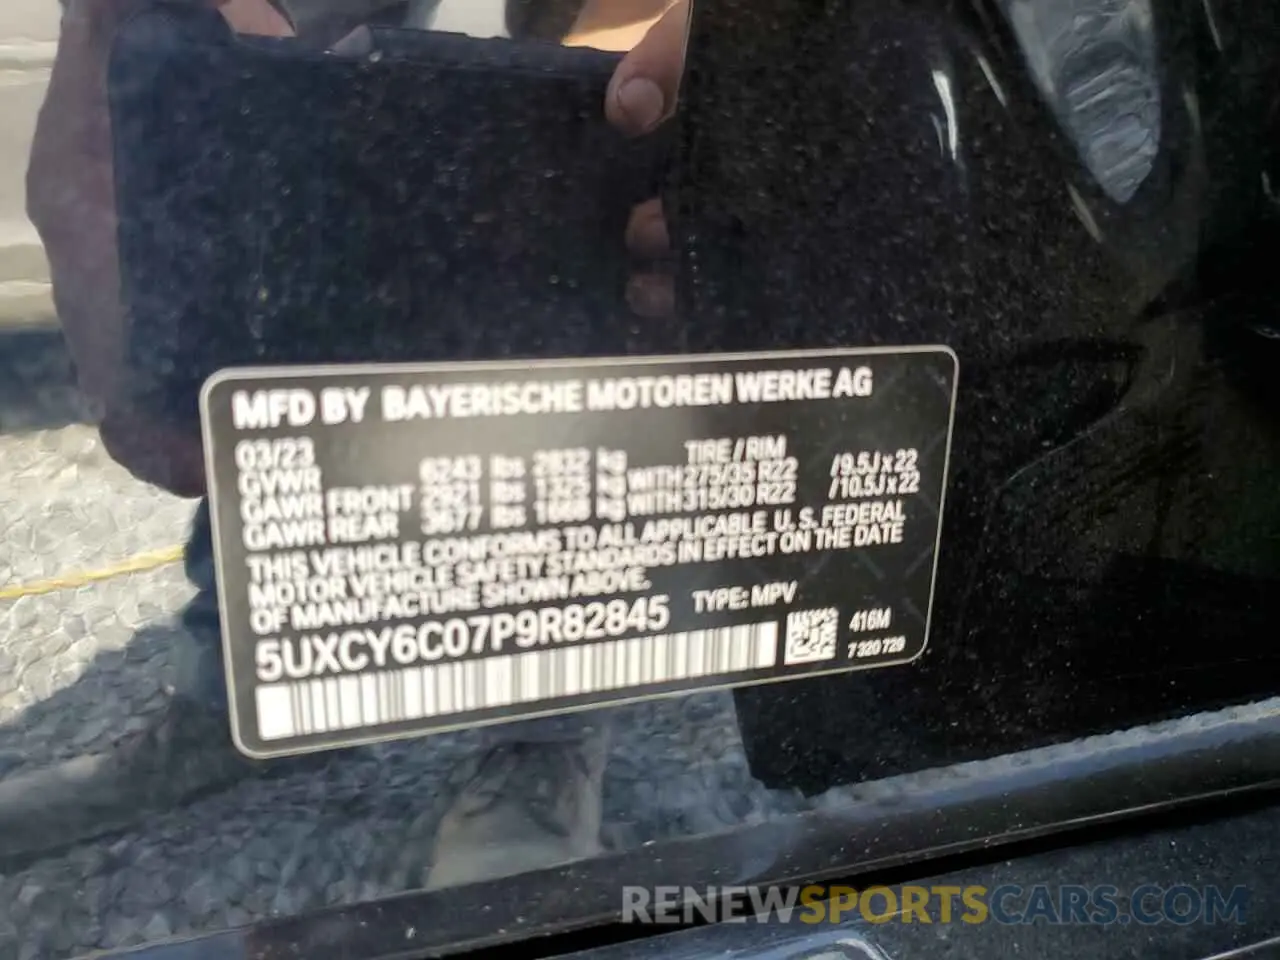 MFD BY BAYERISCHE MOTOREN WERKE AG
03/23 TIRE / RIM
GVWR 6243 lbs 2832 kg
GAWR FRONT 2921 lbs 1325 kg WITH 275/35 R22 /9.5J x 22
GAWR REAR 3677 lbs 1668 kg WITH 315/30 R22 /10.5J x 22
THIS VEHICLE CONFORMS TO ALL APPLICABLE U. S. FEDERAL
MOTOR VEHICLE SAFETY STANDARDS IN EFFECT ON THE DATE
OF MANUFACTURE SHOWN ABOVE.
5UXCY6C07P9R82845 TYPE: MPV
416M
7 320 729
RENEWSPORTSCARS.COM